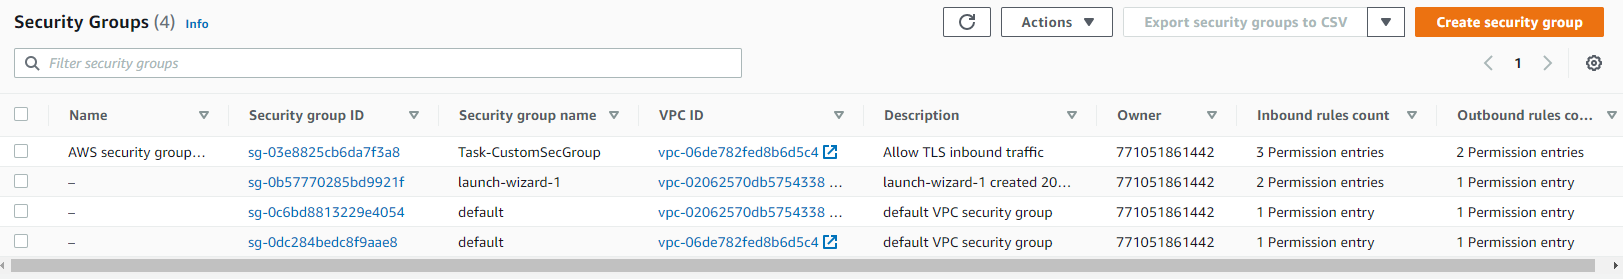 Security Groups (4) Info
Actions Export security groups to CSV Create security group
Filter security groups
1
Name Security group ID Security group name VPC ID Description Owner Inbound rules count Outbound rules co...
AWS security group... sg-03e8825cb6da7f3a8 Task-CustomSecGroup vpc-06de782fed8b6d5c4 Allow TLS inbound traffic 771051861442 3 Permission entries 2 Permission entries
– sg-0b57770285bd9921f launch-wizard-1 vpc-02062570db5754338 ... launch-wizard-1 created 20... 771051861442 2 Permission entries 1 Permission entry
– sg-0c6bd8813229e4054 default vpc-02062570db5754338 ... default VPC security group 771051861442 1 Permission entry 1 Permission entry
– sg-0dc284bedc8f9aae8 default vpc-06de782fed8b6d5c4 default VPC security group 771051861442 1 Permission entry 1 Permission entry